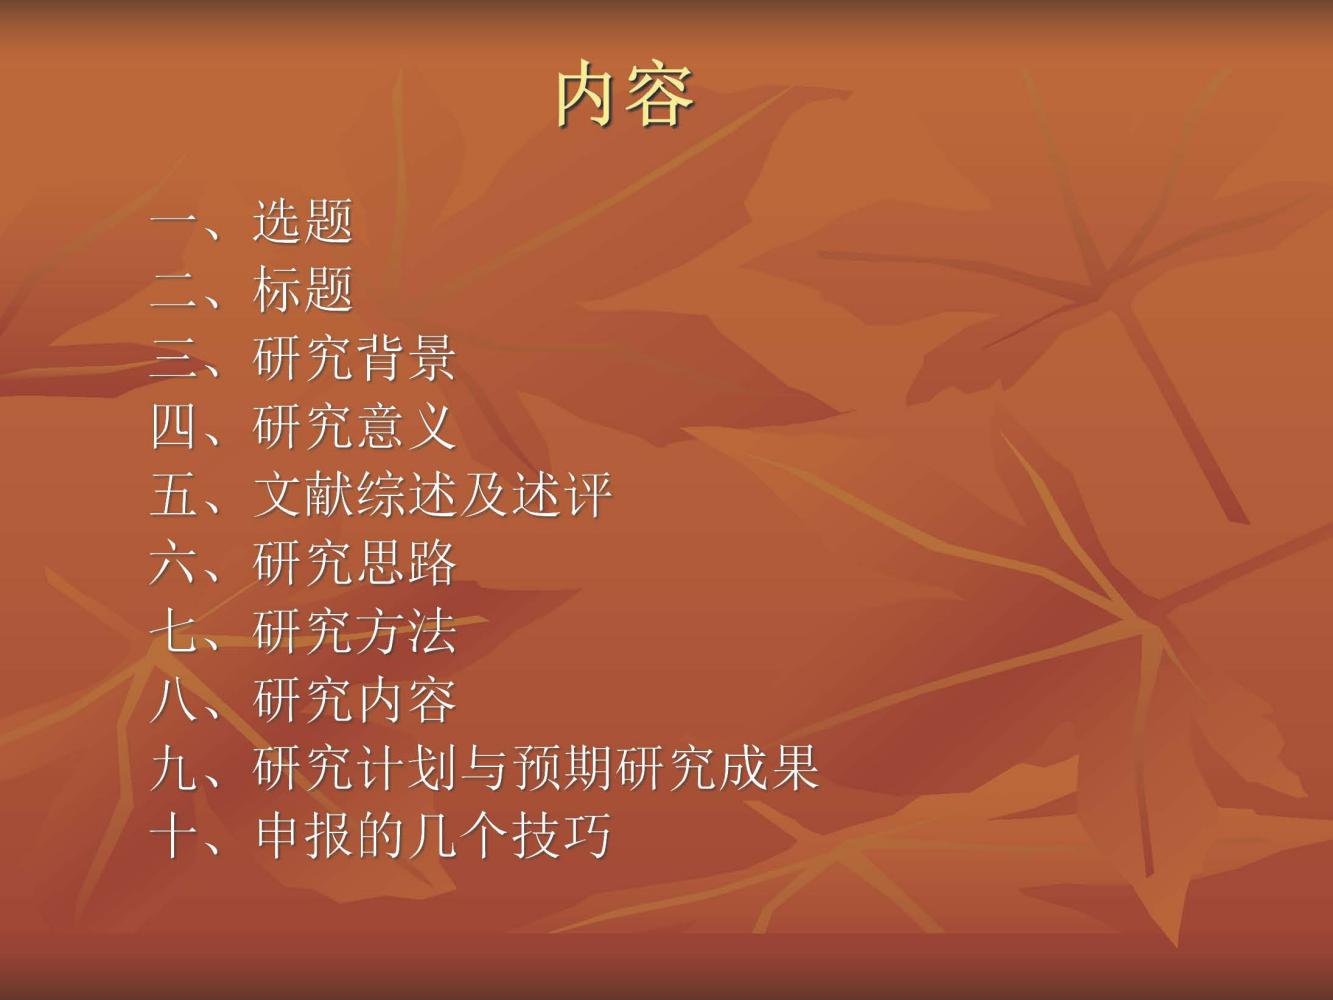 内容
一、选题
二、标题
三、研究背景
四、研究意义
五、文献综述及述评
六、研究思路
七、研究方法
八、研究内容
九、研究计划与预期研究成果
十、申报的几个技巧